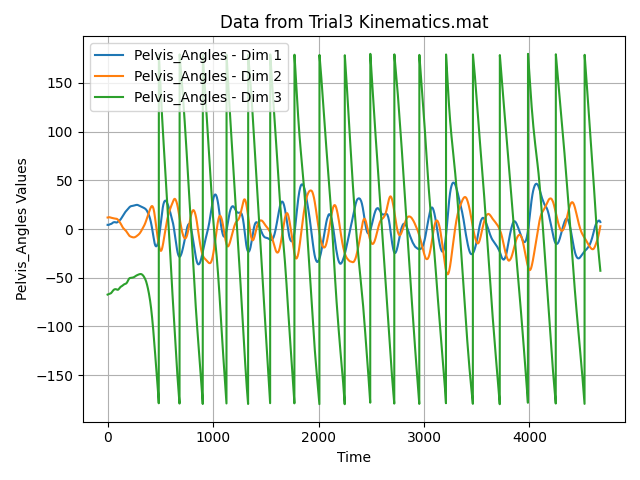 Data from Trial3 Kinematics.mat
Pelvis_Angles - Dim 1
Pelvis_Angles - Dim 2
Pelvis_Angles - Dim 3
Pelvis_Angles Values
150
100
50
0
−50
−100
−150
0 1000 2000 3000 4000
Time